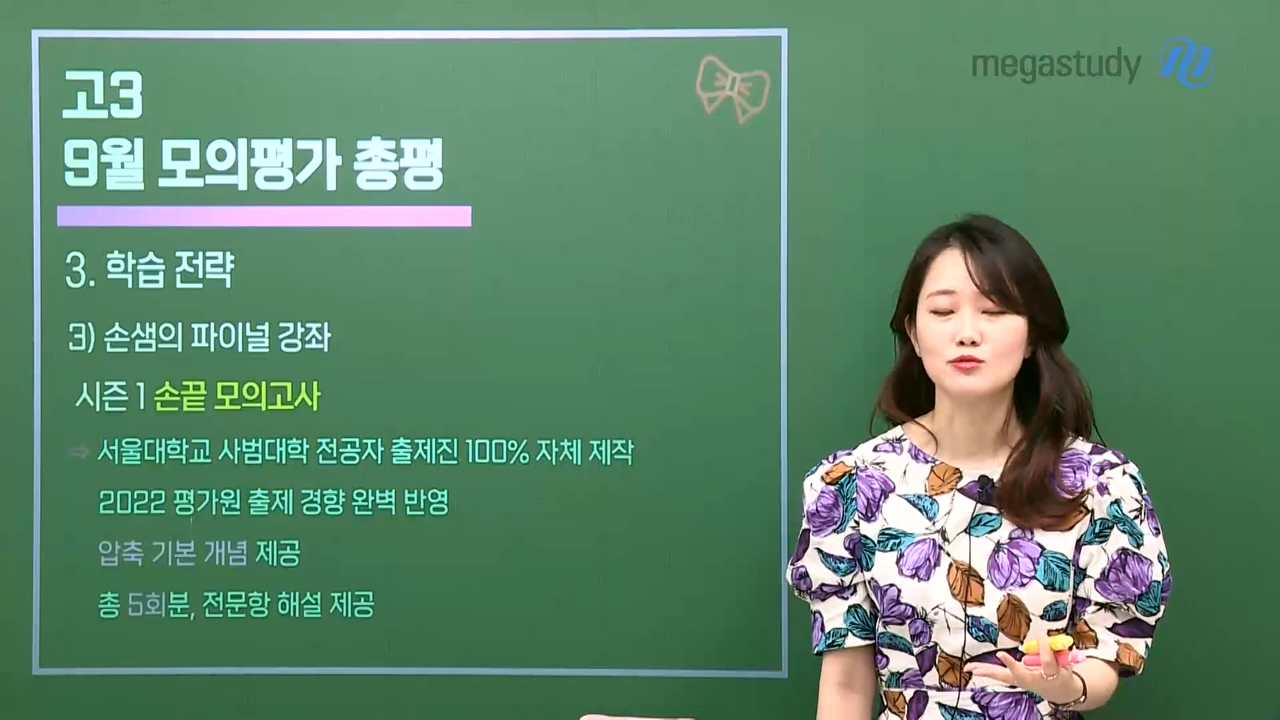 megastudy
고3
9월 모의평가 총평
3. 학습 전략
3) 손샘의 파이널 강좌
시즌 1 손끝 모의고사
⇒ 서울대학교 사범대학 전공자 출제진 100% 자체 제작
2022 평가원 출제 경향 완벽 반영
압축 기본 개념 제공
총 5회분, 전문항 해설 제공